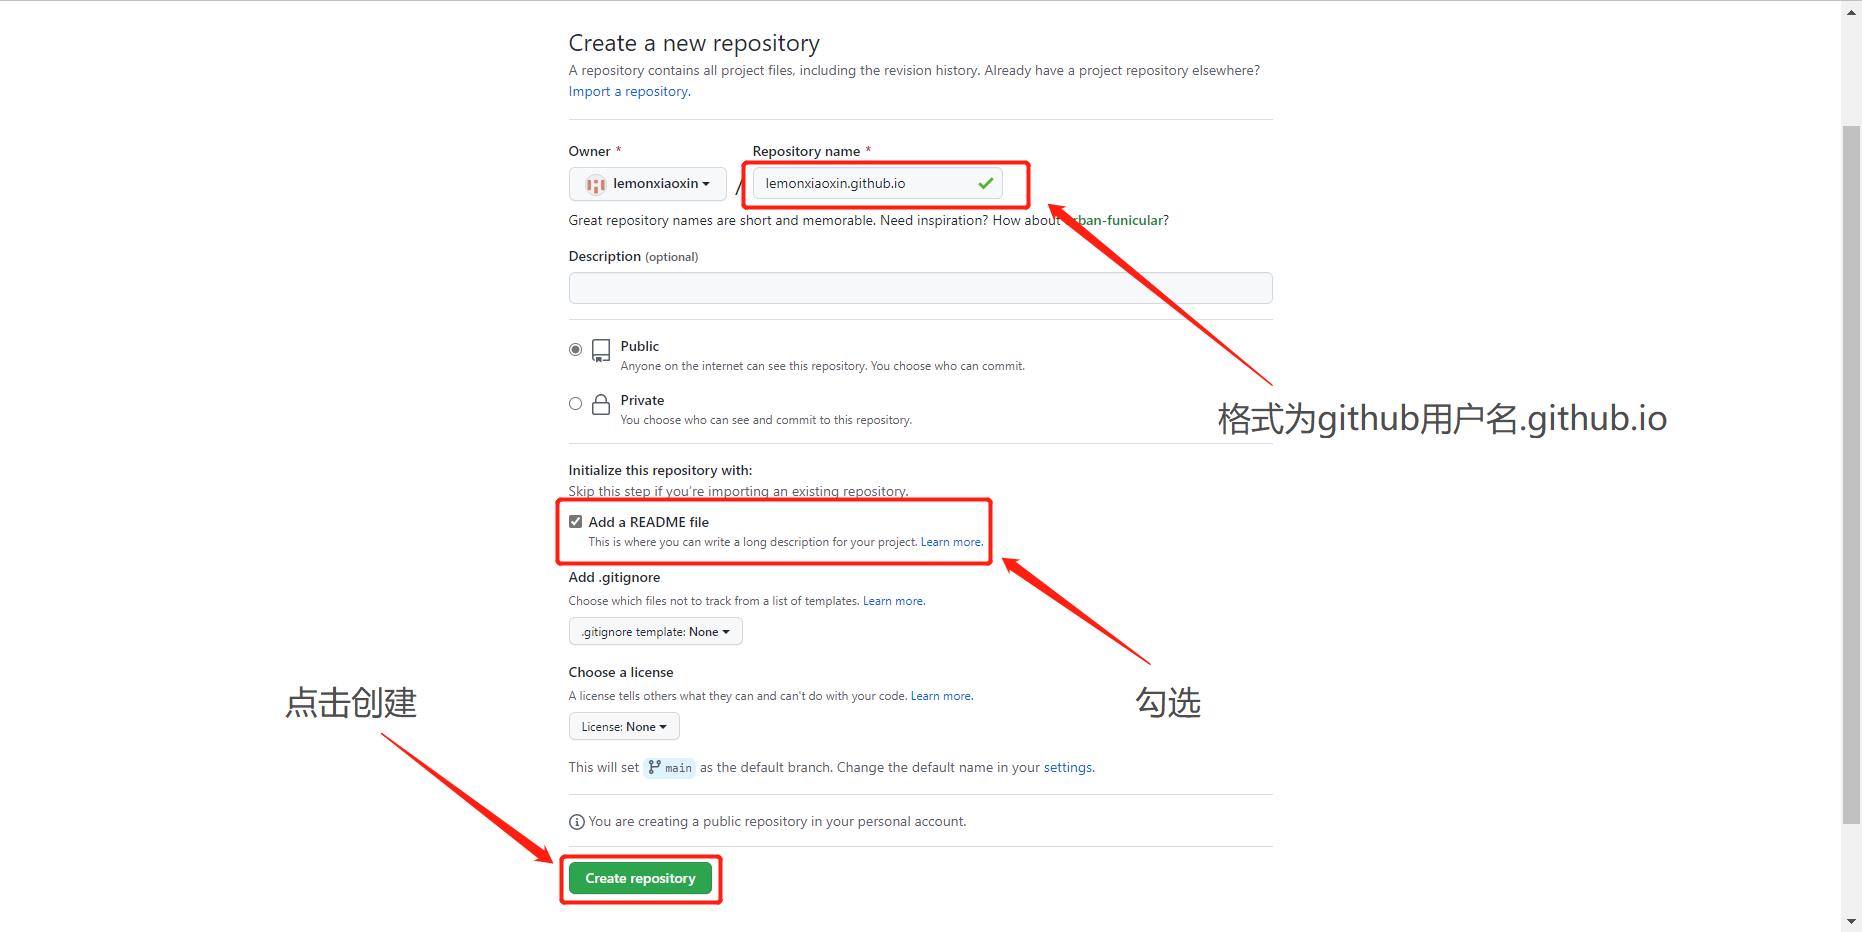 Create a new repository
A repository contains all project files, including the revision history. Already have a project repository elsewhere?
Import a repository.
Owner *
Repository name *
lemonxiaoxin
/
lemonxiaoxin.github.io
Great repository names are short and memorable. Need inspiration? How about rban-funicular?
Description (optional)
Public
Anyone on the internet can see this repository. You choose who can commit.
Private
You choose who can see and commit to this repository.
格式为github用户名.github.io
Initialize this repository with:
Skip this step if you're importing an existing repository.
Add a README file
This is where you can write a long description for your project. Learn more.
Add .gitignore
Choose which files not to track from a list of templates. Learn more.
.gitignore template: None
Choose a license
A license tells others what they can and can't do with your code. Learn more.
点击创建
勾选
License: None
This will set main as the default branch. Change the default name in your settings.
You are creating a public repository in your personal account.
Create repository